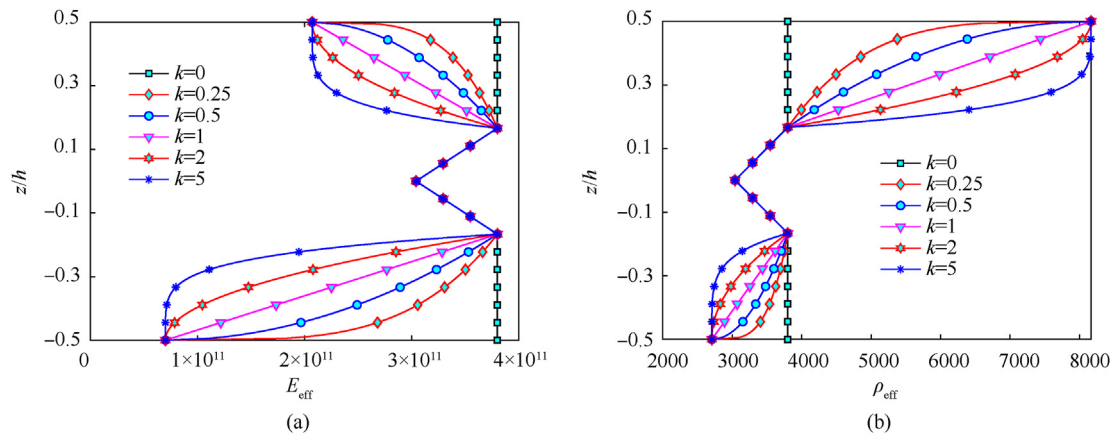 0.5
0.3
0.1
−0.1
−0.3
−0.5
z/h
k=0
k=0.25
k=0.5
k=1
k=2
k=5
0
1×10¹¹
2×10¹¹
3×10¹¹
4×10¹¹
E_eff
(a)
0.5
0.3
0.1
−0.1
−0.3
−0.5
z/h
k=0
k=0.25
k=0.5
k=1
k=2
k=5
2000
3000
4000
5000
6000
7000
8000
ρ_eff
(b)